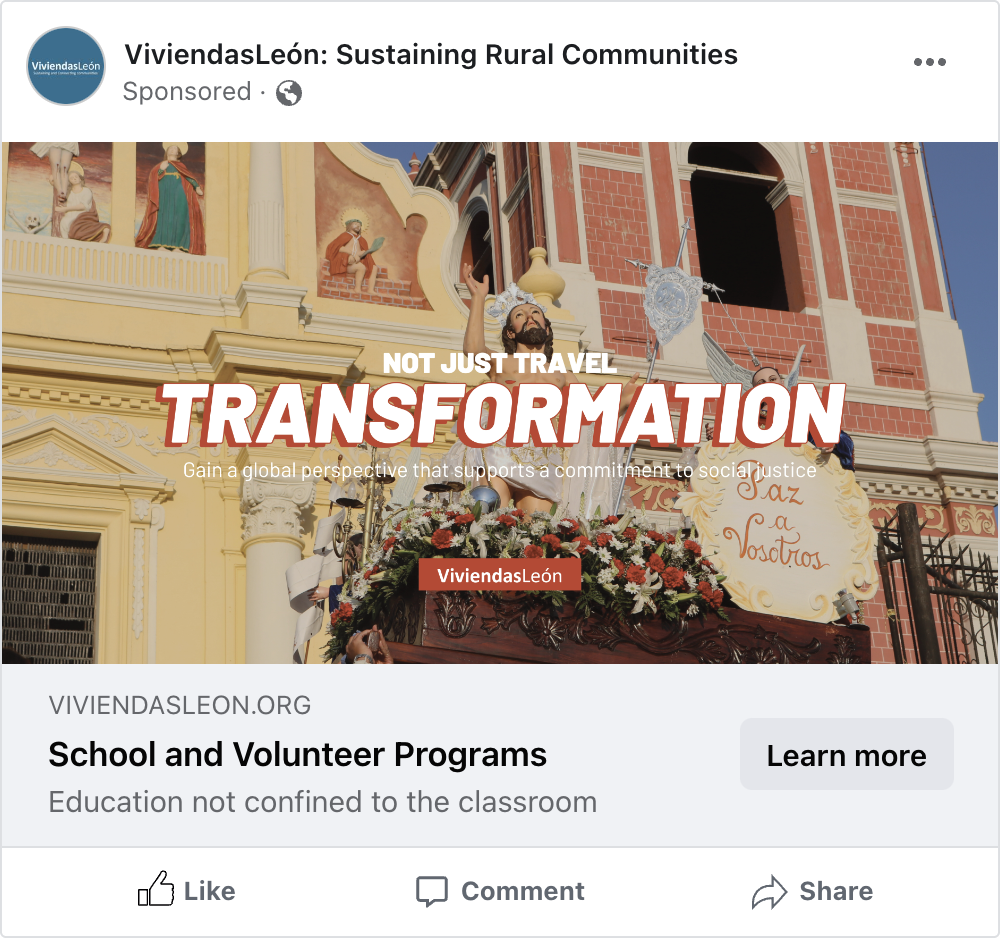 ViviendasLeón
Sustaining and Connecting Communities
ViviendasLeón: Sustaining Rural Communities
Sponsored ·
NOT JUST TRAVEL
TRANSFORMATION
Gain a global perspective that supports a commitment to social justice
Paz
a
Vosotros
ViviendasLeón
VIVIENDASLEON.ORG
School and Volunteer Programs
Learn more
Education not confined to the classroom
Like
Comment
Share